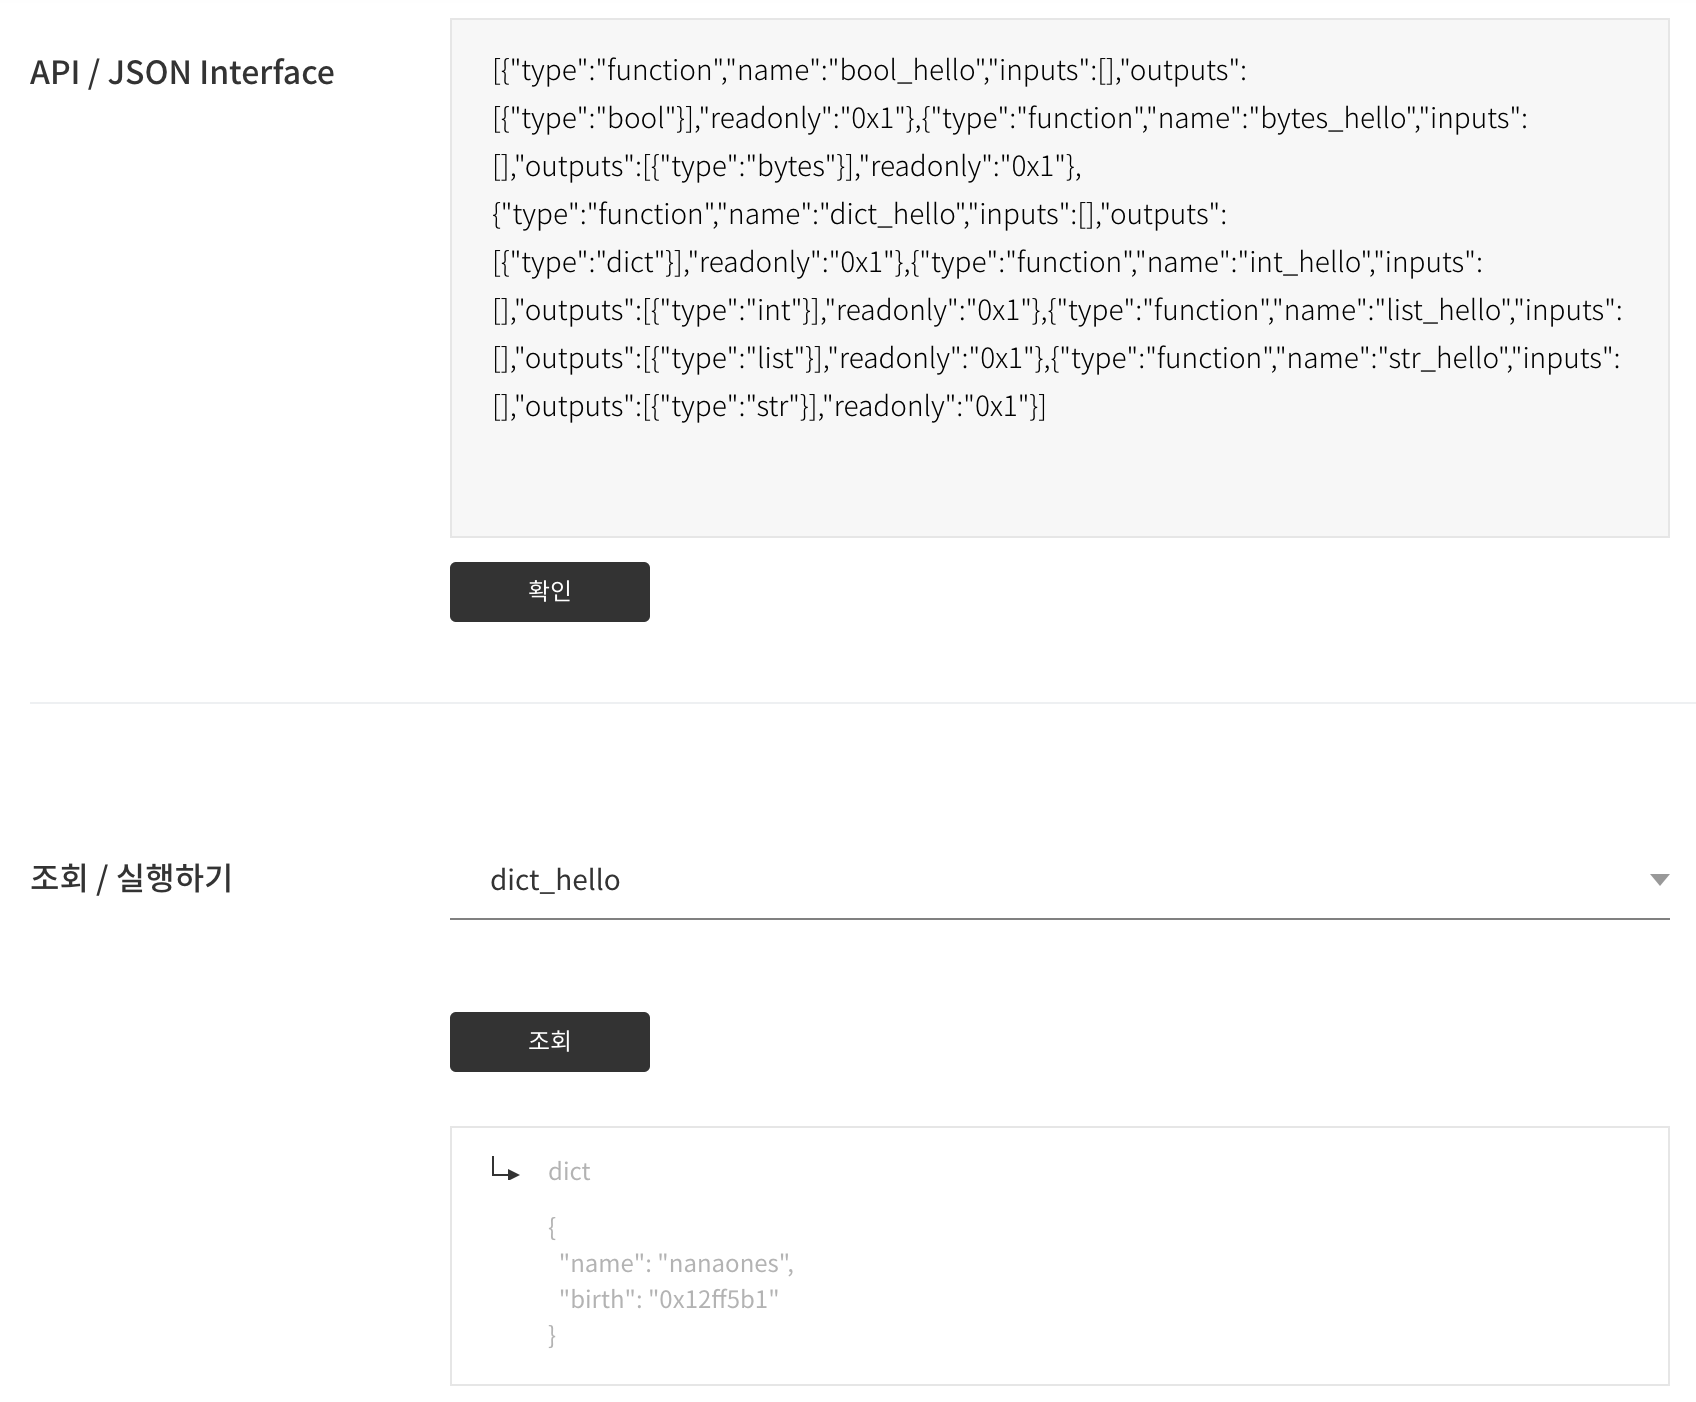 API / JSON Interface
[{"type":"function","name":"bool_hello","inputs":[],"outputs":
[{"type":"bool"}],"readonly":"0x1"},{"type":"function","name":"bytes_hello","inputs":
[],"outputs":[{"type":"bytes"}],"readonly":"0x1"},
{"type":"function","name":"dict_hello","inputs":[],"outputs":
[{"type":"dict"}],"readonly":"0x1"},{"type":"function","name":"int_hello","inputs":
[],"outputs":[{"type":"int"}],"readonly":"0x1"},{"type":"function","name":"list_hello","inputs":
[],"outputs":[{"type":"list"}],"readonly":"0x1"},{"type":"function","name":"str_hello","inputs":
[],"outputs":[{"type":"str"}],"readonly":"0x1"}]
확인
조회 / 실행하기
dict_hello
조회
dict
{
"name": "nanaones",
"birth": "0x12ff5b1"
}